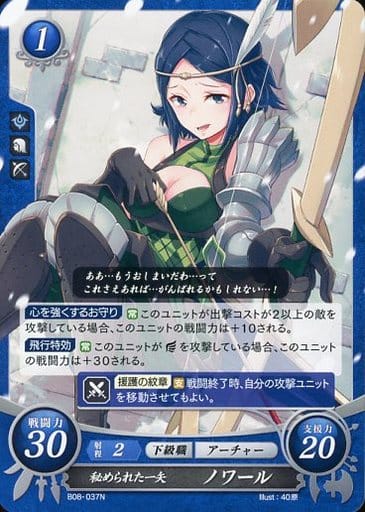 1
ああ…もうおしまいだわ…って
これさえあれば…がんばれるかもしれない…!
心を強くするお守り 常 このユニットが出撃コストが2以上の敵を
攻撃している場合、このユニットの戦闘力は+10される。
飛行特効 常 このユニットが を攻撃している場合、このユニッ
トの戦闘力は+30される。
援護の紋章 支 戦闘終了時、自分の攻撃ユニット
を移動させてもよい。
戦闘力
30
射程 2 下級職 アーチャー
支援力
20
秘められた一矢 ノワール
B08-037N
Illust:40原